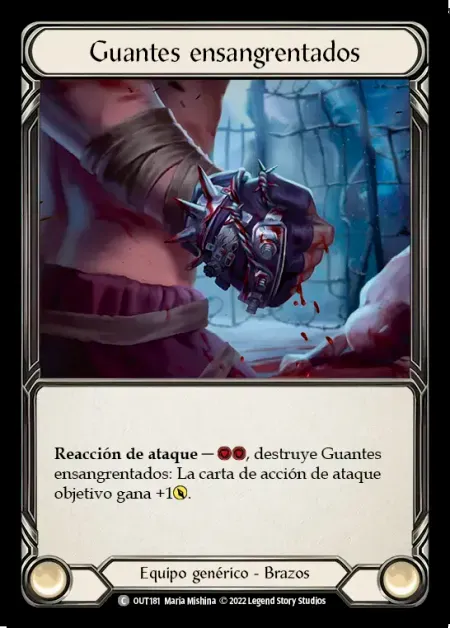 Guantes ensangrentados
Reacción de ataque — , destruye Guantes
ensangrentados: La carta de acción de ataque
objetivo gana +1.
Equipo genérico - Brazos
C OUT181 Maria Mishina © 2022 Legend Story Studios